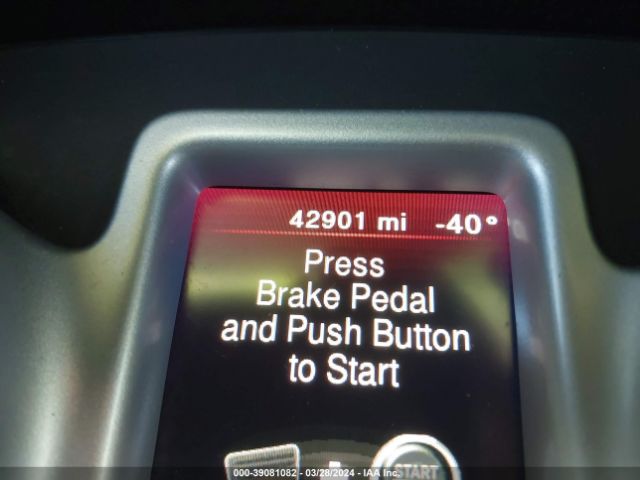 42901 mi -40°
Press
Brake Pedal
and Push Button
to Start
START
000-39081082 / 03/28/2024 - IAA Inc.